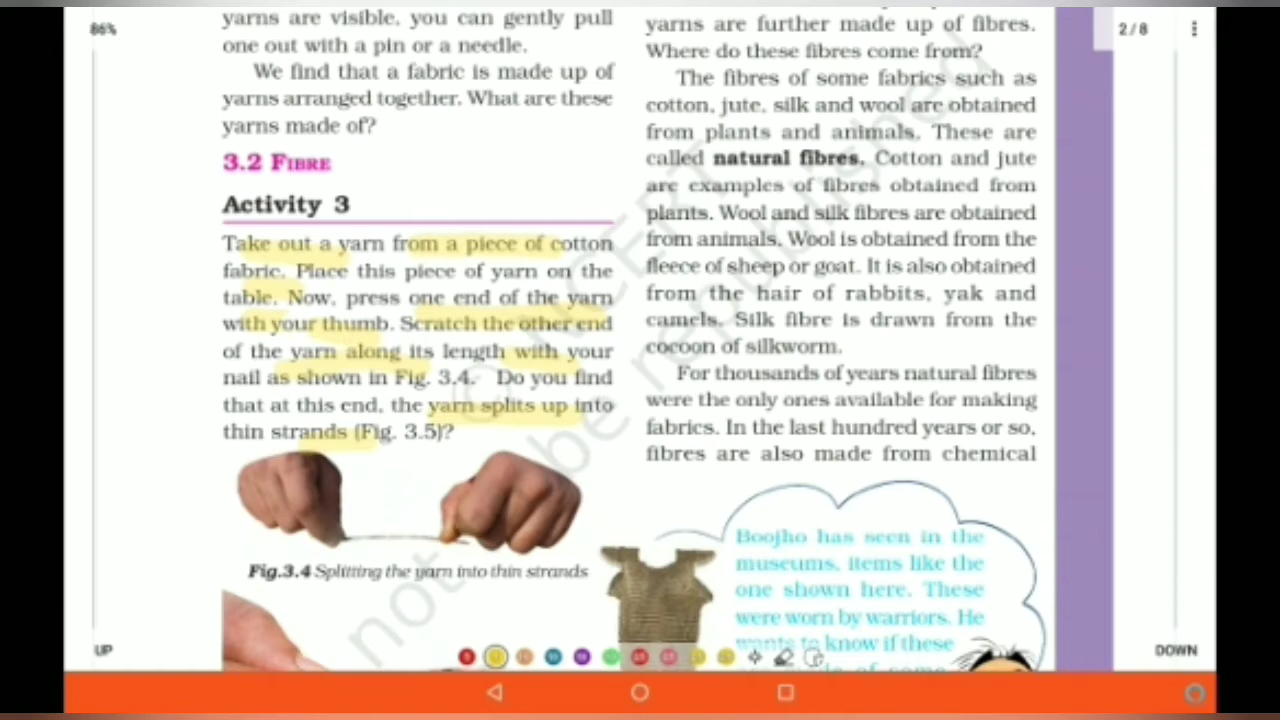 86%
yarns are visible, you can gently pull
one out with a pin or a needle.
We find that a fabric is made up of
yarns arranged together. What are these
yarns made of?
3.2 FIBRE
Activity 3
Take out a yarn from a piece of cotton
fabric. Place this piece of yarn on the
table. Now, press one end of the yarn
with your thumb. Scratch the other end
of the yarn along its length with your
nail as shown in Fig. 3.4. Do you find
that at this end, the yarn splits up into
thin strands (Fig. 3.5)?
Fig.3.4 Splitting the yarn into thin strands
UP
yarns are further made up of fibres.
Where do these fibres come from?
The fibres of some fabrics such as
cotton, jute, silk and wool are obtained
from plants and animals. These are
called natural fibres. Cotton and jute
are examples of fibres obtained from
plants. Wool and silk fibres are obtained
from animals. Wool is obtained from the
fleece of sheep or goat. It is also obtained
from the hair of rabbits, yak and
camels. Silk fibre is drawn from the
cocoon of silkworm.
For thousands of years natural fibres
were the only ones available for making
fabrics. In the last hundred years or so,
fibres are also made from chemical
Boojho has seen in the
museums, items like the
one shown here. These
were worn by warriors. He
wants to know if these
of some
2/8
DOWN
© NCERT
not to be republished